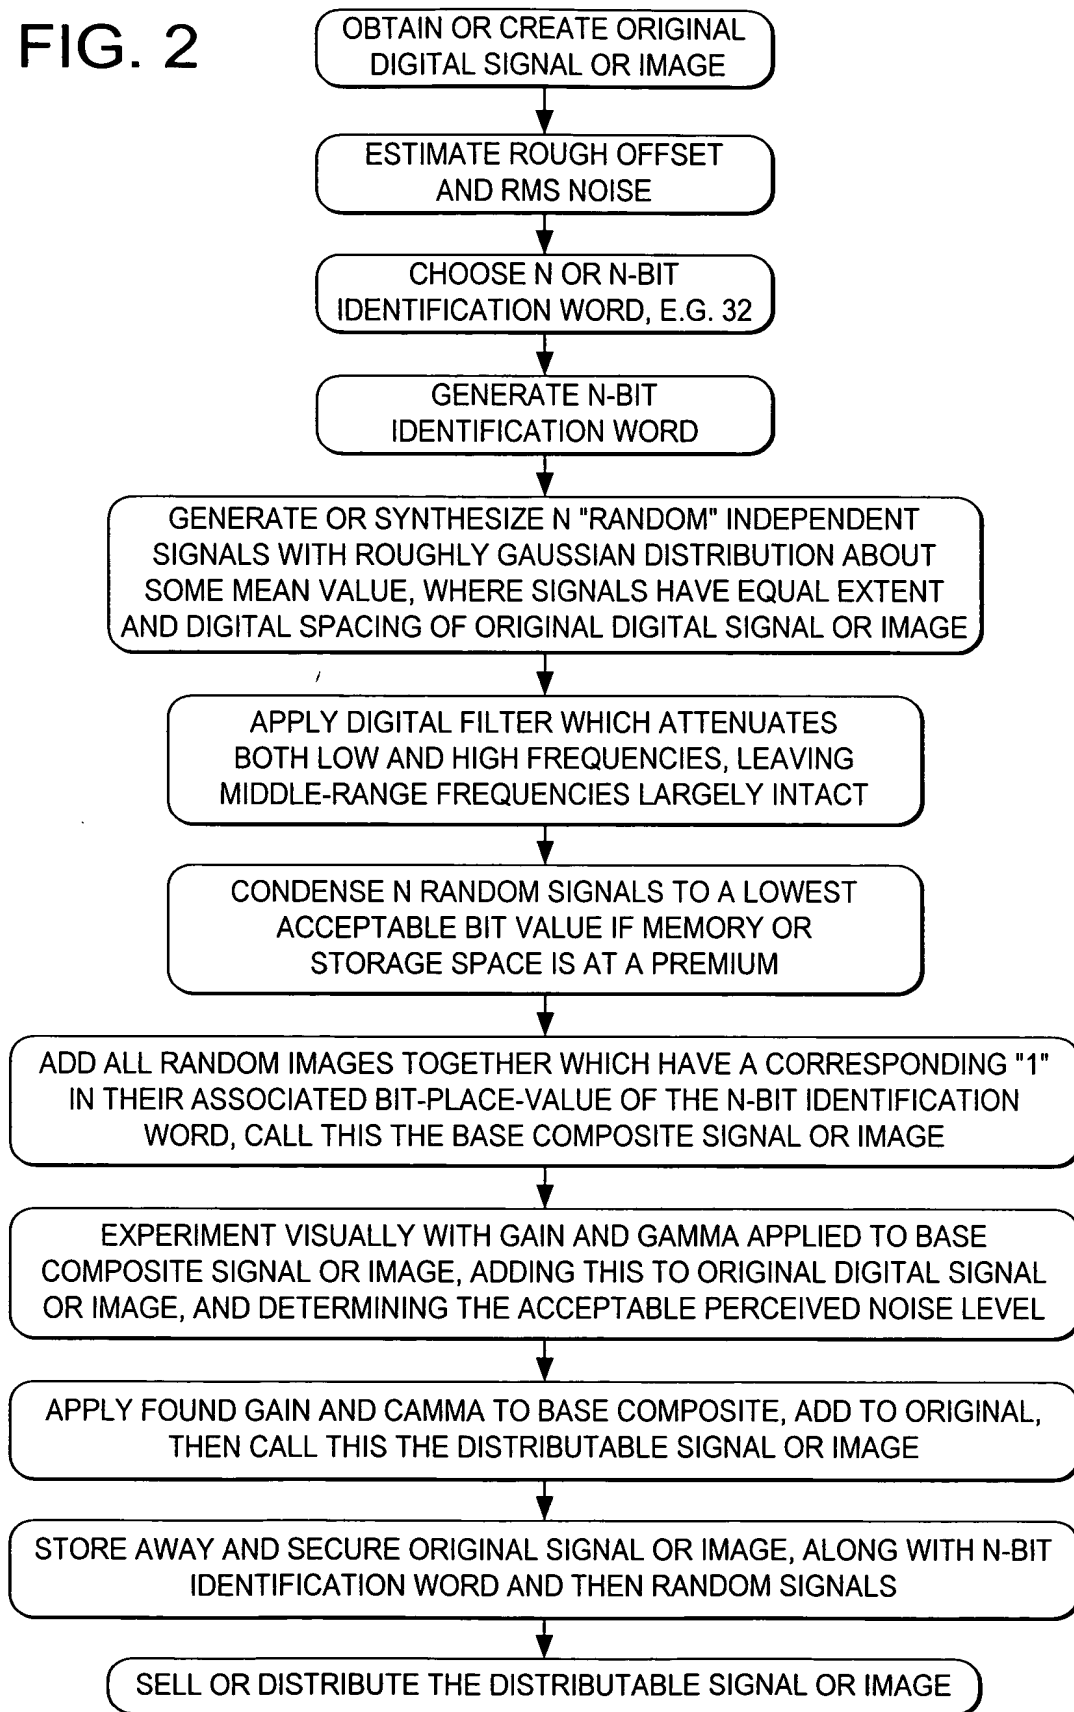 FIG. 2
OBTAIN OR CREATE ORIGINAL
DIGITAL SIGNAL OR IMAGE
ESTIMATE ROUGH OFFSET
AND RMS NOISE
CHOOSE N OR N-BIT
IDENTIFICATION WORD, E.G. 32
GENERATE N-BIT
IDENTIFICATION WORD
GENERATE OR SYNTHESIZE N "RANDOM" INDEPENDENT
SIGNALS WITH ROUGHLY GAUSSIAN DISTRIBUTION ABOUT
SOME MEAN VALUE, WHERE SIGNALS HAVE EQUAL EXTENT
AND DIGITAL SPACING OF ORIGINAL DIGITAL SIGNAL OR IMAGE
APPLY DIGITAL FILTER WHICH ATTENUATES
BOTH LOW AND HIGH FREQUENCIES, LEAVING
MIDDLE-RANGE FREQUENCIES LARGELY INTACT
CONDENSE N RANDOM SIGNALS TO A LOWEST
ACCEPTABLE BIT VALUE IF MEMORY OR
STORAGE SPACE IS AT A PREMIUM
ADD ALL RANDOM IMAGES TOGETHER WHICH HAVE A CORRESPONDING "1"
IN THEIR ASSOCIATED BIT-PLACE-VALUE OF THE N-BIT IDENTIFICATION
WORD, CALL THIS THE BASE COMPOSITE SIGNAL OR IMAGE
EXPERIMENT VISUALLY WITH GAIN AND GAMMA APPLIED TO BASE
COMPOSITE SIGNAL OR IMAGE, ADDING THIS TO ORIGINAL DIGITAL SIGNAL
OR IMAGE, AND DETERMINING THE ACCEPTABLE PERCEIVED NOISE LEVEL
APPLY FOUND GAIN AND CAMMA TO BASE COMPOSITE, ADD TO ORIGINAL,
THEN CALL THIS THE DISTRIBUTABLE SIGNAL OR IMAGE
STORE AWAY AND SECURE ORIGINAL SIGNAL OR IMAGE, ALONG WITH N-BIT
IDENTIFICATION WORD AND THEN RANDOM SIGNALS
SELL OR DISTRIBUTE THE DISTRIBUTABLE SIGNAL OR IMAGE